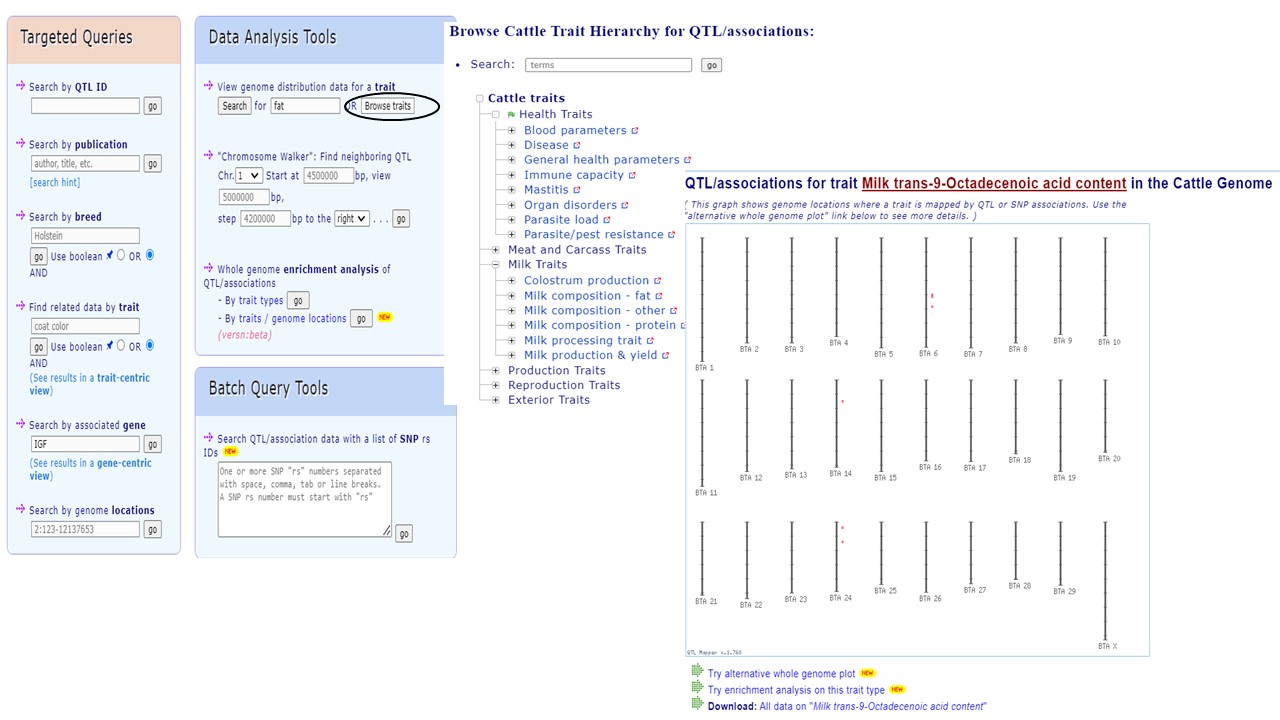 Targeted Queries
Search by QTL ID
go
Search by publication
author, title, etc. go
[search hint]
Search by breed
Holstein
go Use boolean OR
AND
Find related data by trait
coat color
go Use boolean OR
AND
(See results in a trait-centric
view)
Search by associated gene
IGF go
(See results in a gene-centric
view)
Search by genome locations
2:123-12137653 go
Data Analysis Tools
View genome distribution data for a trait
Search for fat OR Browse traits
"Chromosome Walker": Find neighboring QTL
Chr. 1 Start at 4500000 bp, view
5000000 bp,
step 4200000 bp to the right . . . go
Whole genome enrichment analysis of
QTL/associations
- By trait types go
- By traits / genome locations go NEW
(versn:beta)
Batch Query Tools
Search QTL/association data with a list of SNP rs
IDs NEW
One or more SNP "rs" numbers separated
with space, comma, tab or line breaks.
A SNP rs number must start with "rs"
go
Browse Cattle Trait Hierarchy for QTL/associations:
• Search: terms go
Cattle traits
Health Traits
Blood parameters
Disease
General health parameters
Immune capacity
Mastitis
Organ disorders
Parasite load
Parasite/pest resistance
Meat and Carcass Traits
Milk Traits
Colostrum production
Milk composition - fat
Milk composition - other
Milk composition - protein
Milk processing trait
Milk production & yield
Production Traits
Reproduction Traits
Exterior Traits
QTL/associations for trait Milk trans-9-Octadecenoic acid content in the Cattle Genome
( This graph shows genome locations where a trait is mapped by QTL or SNP associations. Use the
"alternative whole genome plot" link below to see more details. )
BTA 1 BTA 2 BTA 3 BTA 4 BTA 5 BTA 6 BTA 7 BTA 8 BTA 9 BTA 10
BTA 11 BTA 12 BTA 13 BTA 14 BTA 15 BTA 16 BTA 17 BTA 18 BTA 19 BTA 20
BTA 21 BTA 22 BTA 23 BTA 24 BTA 25 BTA 26 BTA 27 BTA 28 BTA 29 BTA X
QTL Mapper v.1.760
Try alternative whole genome plot NEW
Try enrichment analysis on this trait type NEW
Download: All data on "Milk trans-9-Octadecenoic acid content"